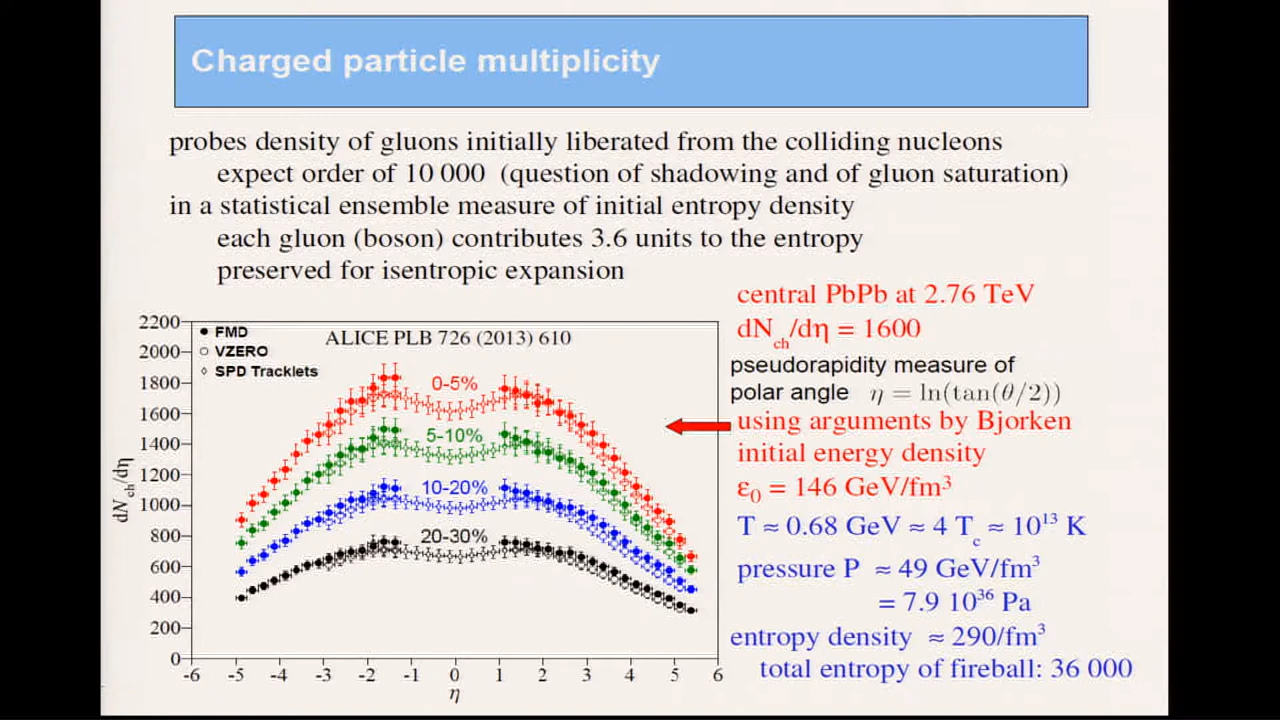 Charged particle multiplicity
probes density of gluons initially liberated from the colliding nucleons
expect order of 10 000 (question of shadowing and of gluon saturation)
in a statistical ensemble measure of initial entropy density
each gluon (boson) contributes 3.6 units to the entropy
preserved for isentropic expansion
central PbPb at 2.76 TeV
dN_ch/dη = 1600
pseudorapidity measure of
polar angle η = ln(tan(θ/2))
using arguments by Bjorken
initial energy density
ε₀ = 146 GeV/fm³
T ≈ 0.68 GeV ≈ 4 T_c ≈ 10¹³ K
pressure P ≈ 49 GeV/fm³
= 7.9 10³⁶ Pa
entropy density ≈ 290/fm³
total entropy of fireball: 36 000
ALICE PLB 726 (2013) 610
FMD
VZERO
SPD Tracklets
0-5%
5-10%
10-20%
20-30%
dN_ch/dη
2200
2000
1800
1600
1400
1200
1000
800
600
400
200
0
-6 -5 -4 -3 -2 -1 0 1 2 3 4 5 6
η